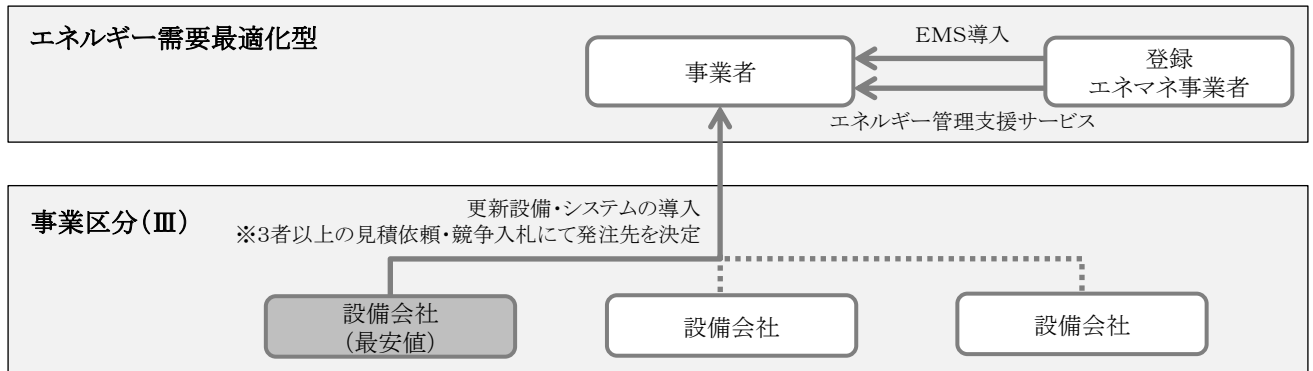 エネルギー需要最適化型
事業者
EMS導入
登録
エネマネ事業者
エネルギー管理支援サービス
事業区分(Ⅲ)
更新設備・システムの導入
※3者以上の見積依頼・競争入札にて発注先を決定
設備会社
(最安値)
設備会社
設備会社